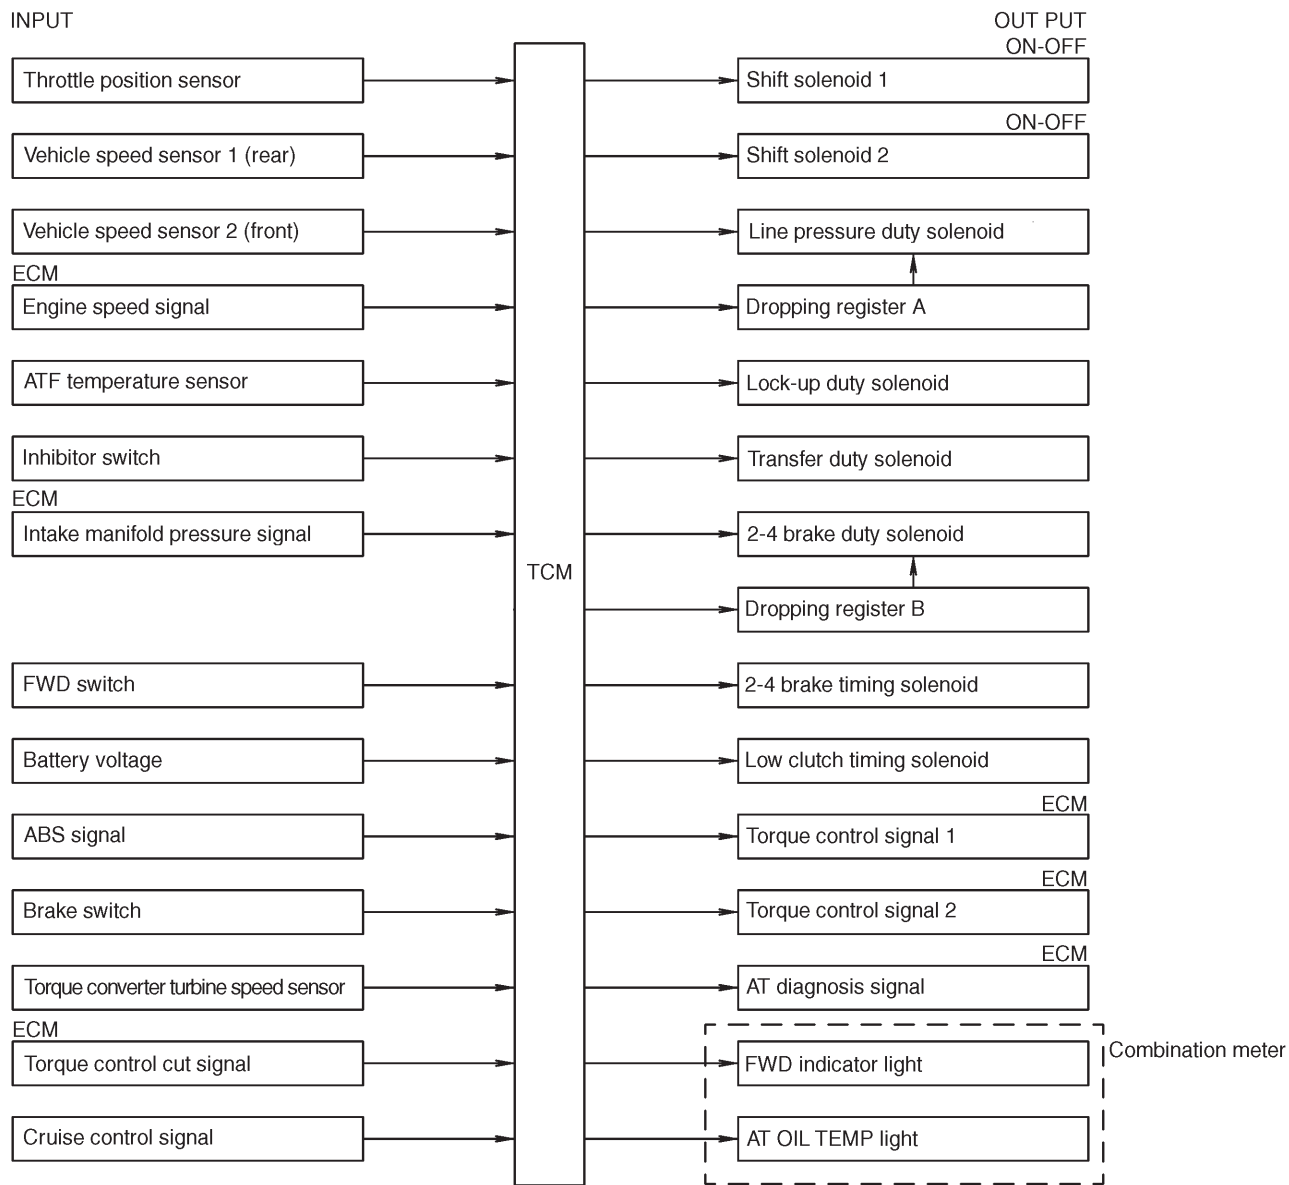 INPUT
OUT PUT
ON-OFF
Throttle position sensor
Shift solenoid 1
ON-OFF
Vehicle speed sensor 1 (rear)
Shift solenoid 2
Vehicle speed sensor 2 (front)
Line pressure duty solenoid
ECM
Engine speed signal
Dropping register A
ATF temperature sensor
Lock-up duty solenoid
Inhibitor switch
Transfer duty solenoid
ECM
Intake manifold pressure signal
2-4 brake duty solenoid
TCM
Dropping register B
FWD switch
2-4 brake timing solenoid
Battery voltage
Low clutch timing solenoid
ECM
ABS signal
Torque control signal 1
ECM
Brake switch
Torque control signal 2
ECM
Torque converter turbine speed sensor
AT diagnosis signal
ECM
Torque control cut signal
FWD indicator light
Combination meter
Cruise control signal
AT OIL TEMP light